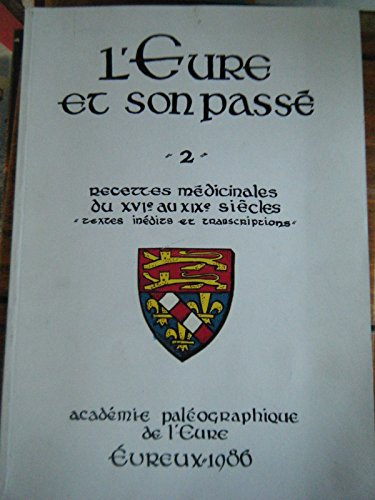 L'Eure
et son passé
- 2 -
Recettes médicinales
du XVIe au XIXe siècles
- textes inédits et transcriptions -
académie paléographique
de l'Eure
Évreux-1986